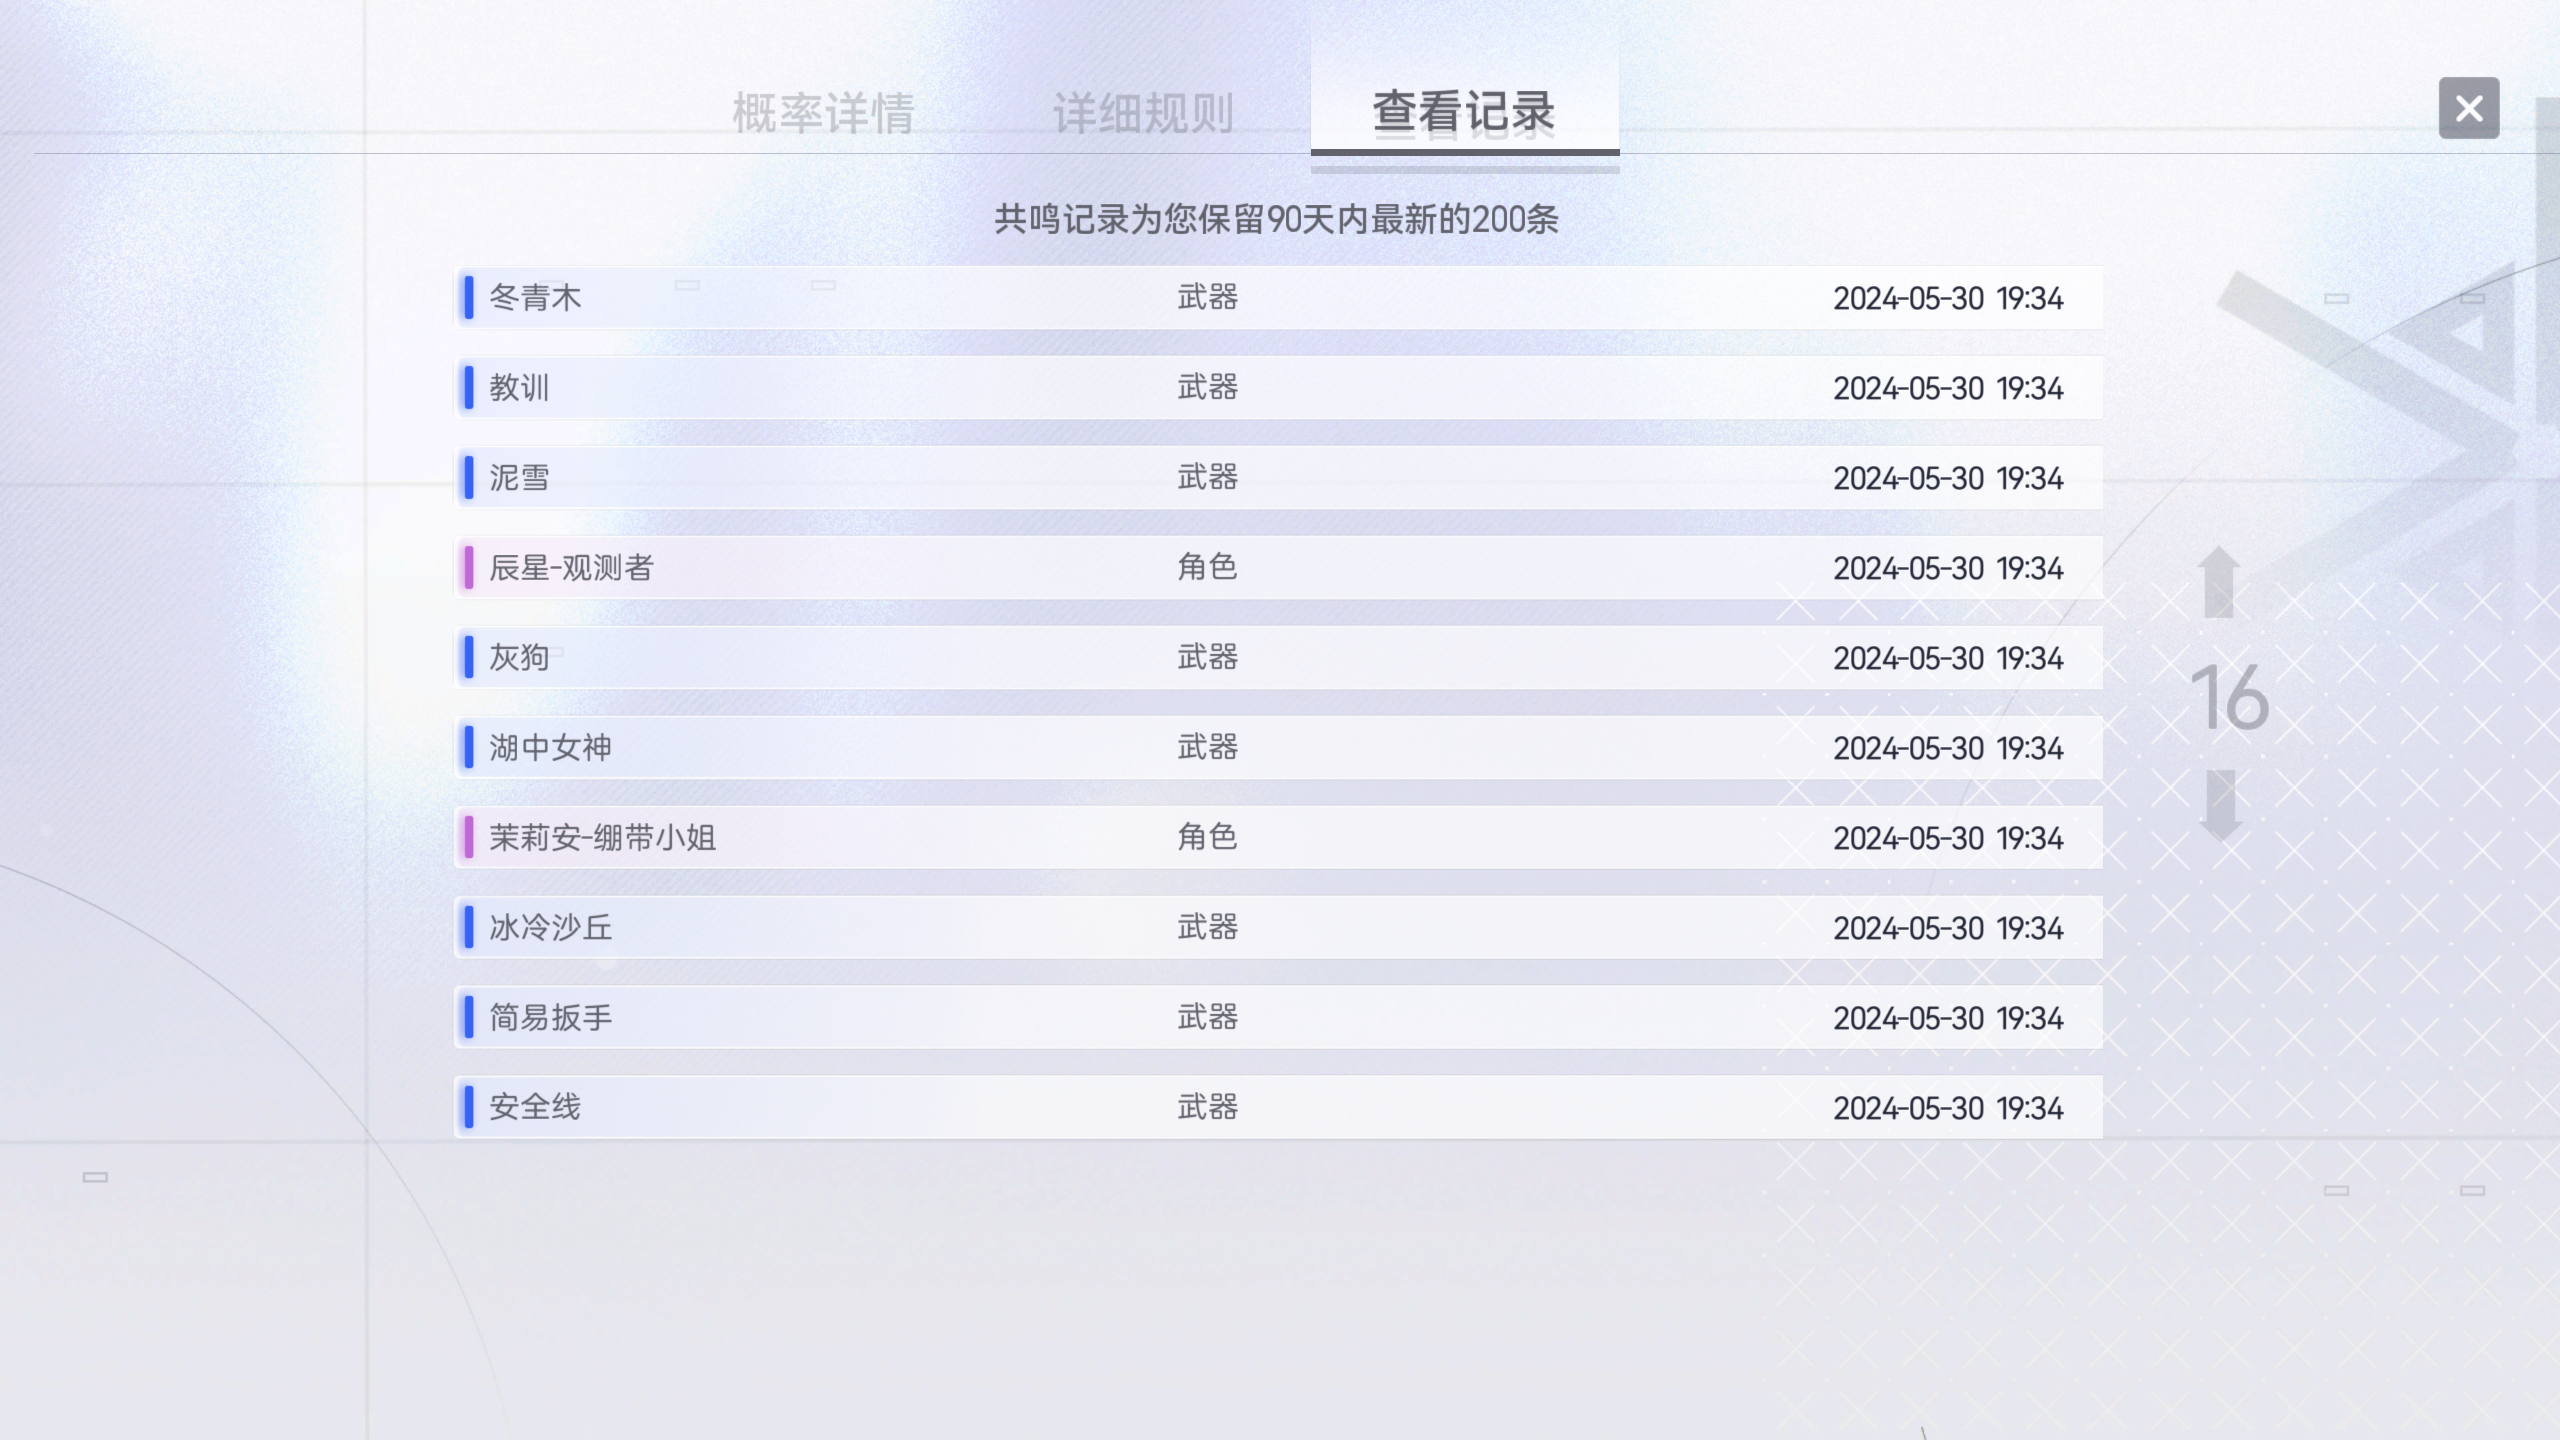 概率详情 详细规则 查看记录
共鸣记录为您保留90天内最新的200条
冬青木 武器 2024-05-30 19:34
教训 武器 2024-05-30 19:34
泥雪 武器 2024-05-30 19:34
辰星-观测者 角色 2024-05-30 19:34
灰狗 武器 2024-05-30 19:34
湖中女神 武器 2024-05-30 19:34
茉莉安-绷带小姐 角色 2024-05-30 19:34
冰冷沙丘 武器 2024-05-30 19:34
简易扳手 武器 2024-05-30 19:34
安全线 武器 2024-05-30 19:34
16